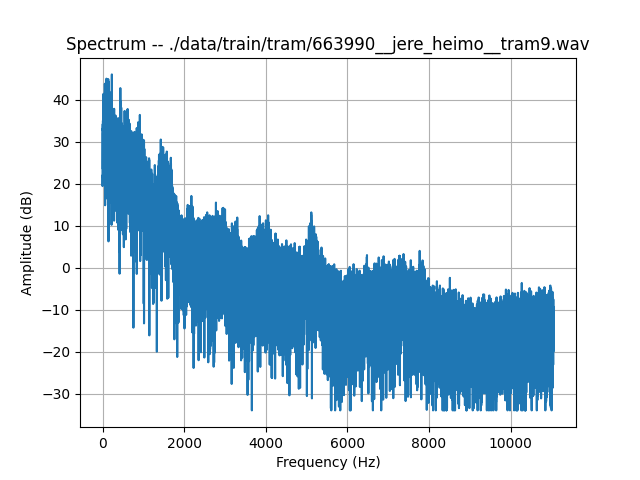 Spectrum -- ./data/train/tram/663990__jere_heimo__tram9.wav
Amplitude (dB)
40
30
20
10
0
−10
−20
−30
0 2000 4000 6000 8000 10000
Frequency (Hz)